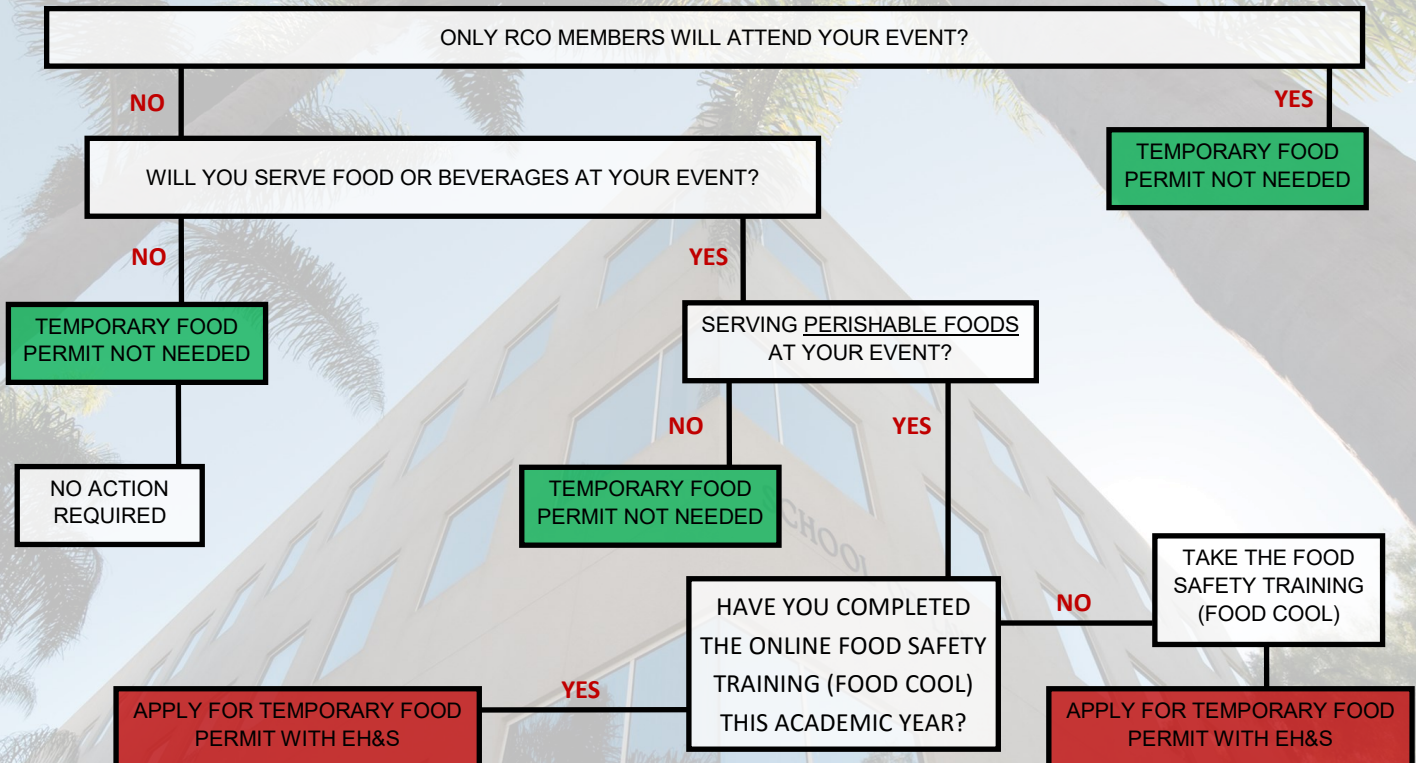 ONLY RCO MEMBERS WILL ATTEND YOUR EVENT?
NO
YES
TEMPORARY FOOD
PERMIT NOT NEEDED
WILL YOU SERVE FOOD OR BEVERAGES AT YOUR EVENT?
NO
YES
TEMPORARY FOOD
PERMIT NOT NEEDED
SERVING PERISHABLE FOODS
AT YOUR EVENT?
NO
YES
NO ACTION
REQUIRED
TEMPORARY FOOD
PERMIT NOT NEEDED
HAVE YOU COMPLETED
THE ONLINE FOOD SAFETY
TRAINING (FOOD COOL)
THIS ACADEMIC YEAR?
NO
TAKE THE FOOD
SAFETY TRAINING
(FOOD COOL)
YES
APPLY FOR TEMPORARY FOOD
PERMIT WITH EH&S
APPLY FOR TEMPORARY FOOD
PERMIT WITH EH&S